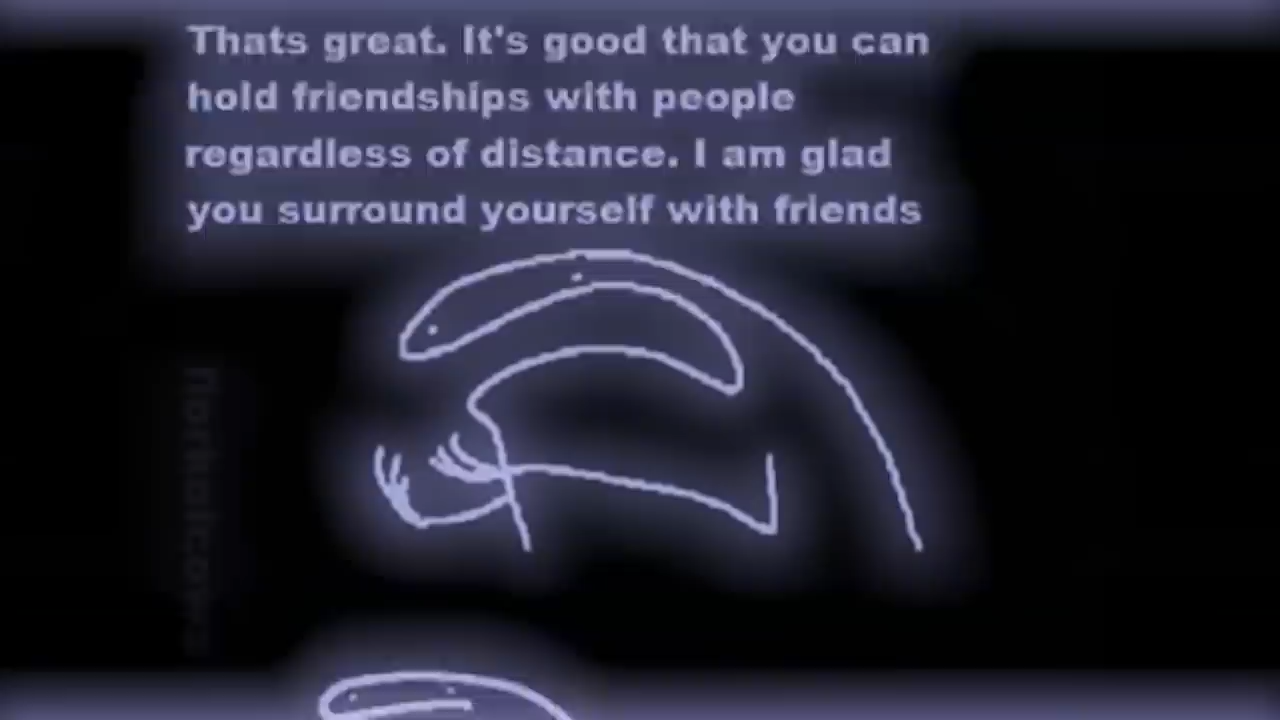 Thats great. It's good that you can
hold friendships with people
regardless of distance. I am glad
you surround yourself with friends